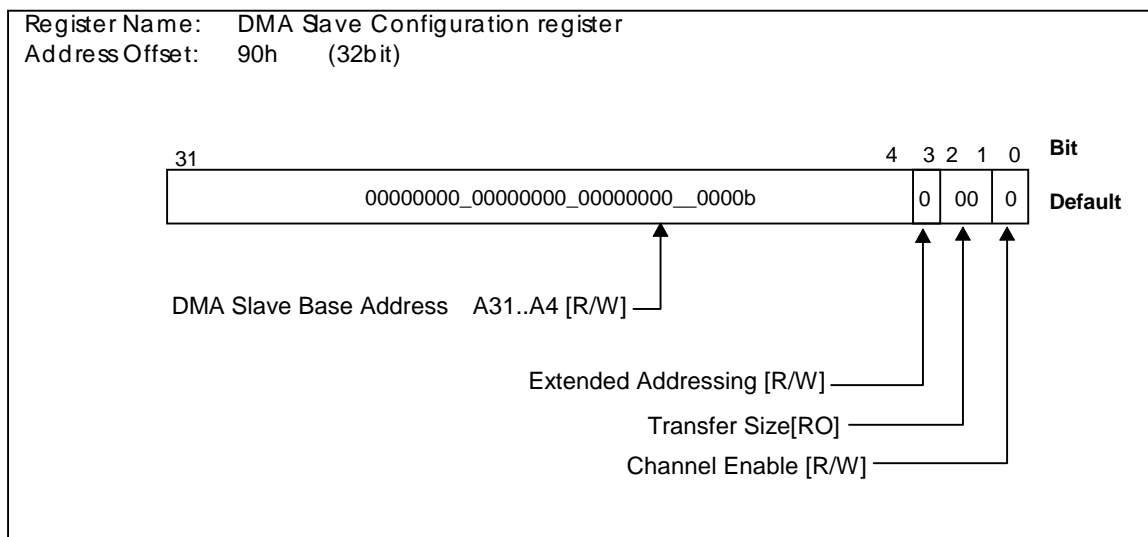 Register Name: DMA Slave Configuration register
Address Offset: 90h (32bit)
31 4 3 2 1 0 Bit
00000000_00000000_00000000__0000b 0 00 0 Default
DMA Slave Base Address A31..A4 [R/W]
Extended Addressing [R/W]
Transfer Size[RO]
Channel Enable [R/W]